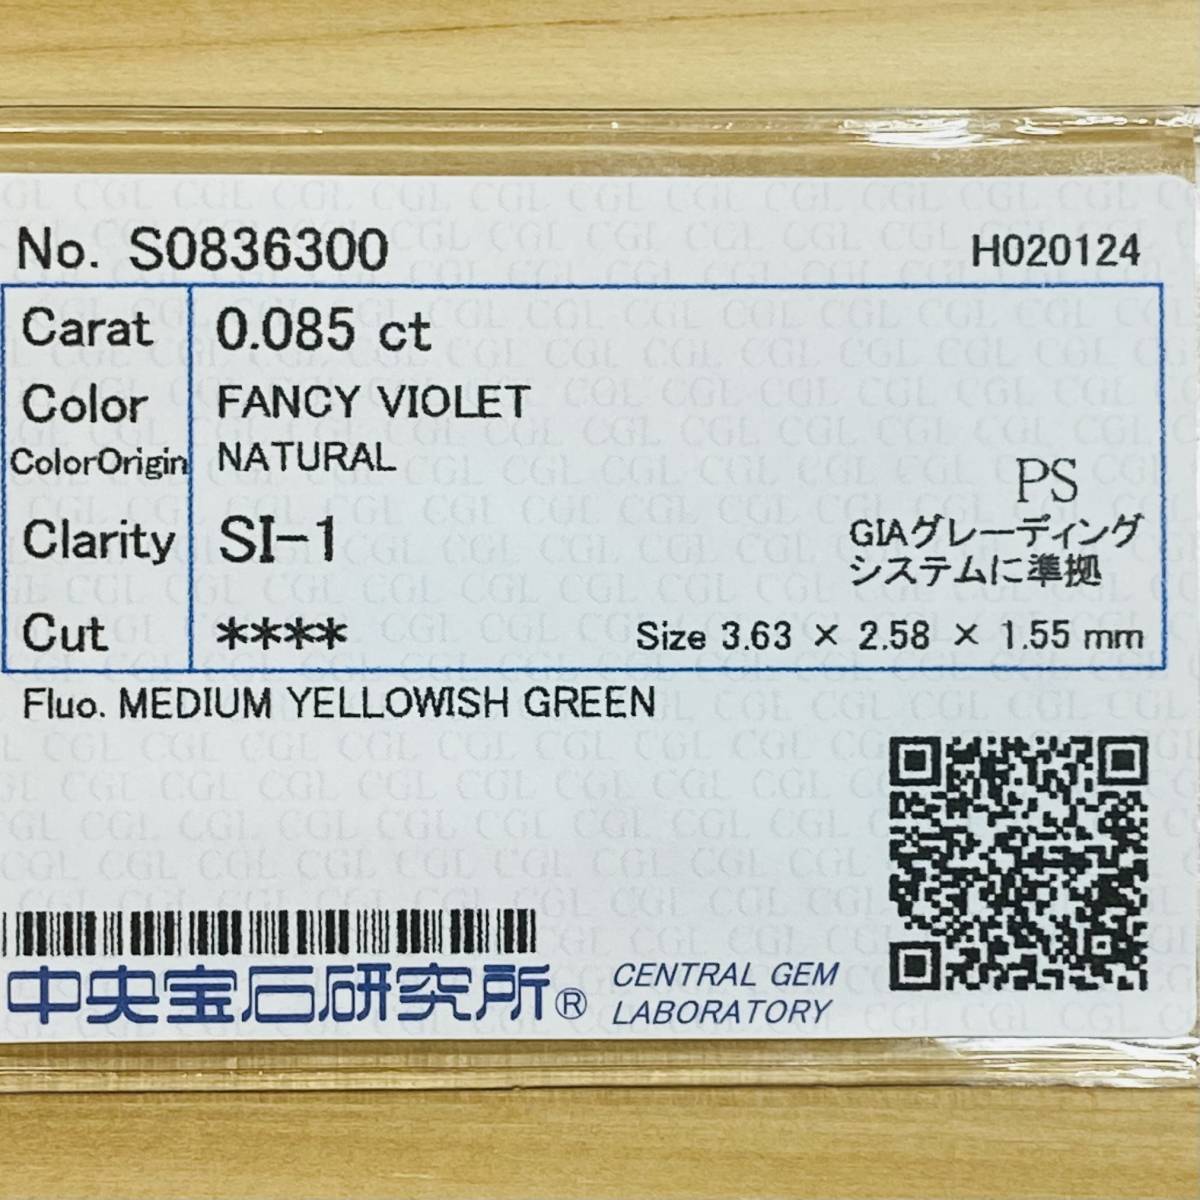 No. S0836300 H020124
Carat 0.085 ct
Color FANCY VIOLET
ColorOrigin NATURAL
PS
Clarity SI-1
GIAグレーディング
システムに準拠
Cut ****
Size 3.63 × 2.58 × 1.55 mm
Fluo. MEDIUM YELLOWISH GREEN
中央宝石研究所® CENTRAL GEM
LABORATORY